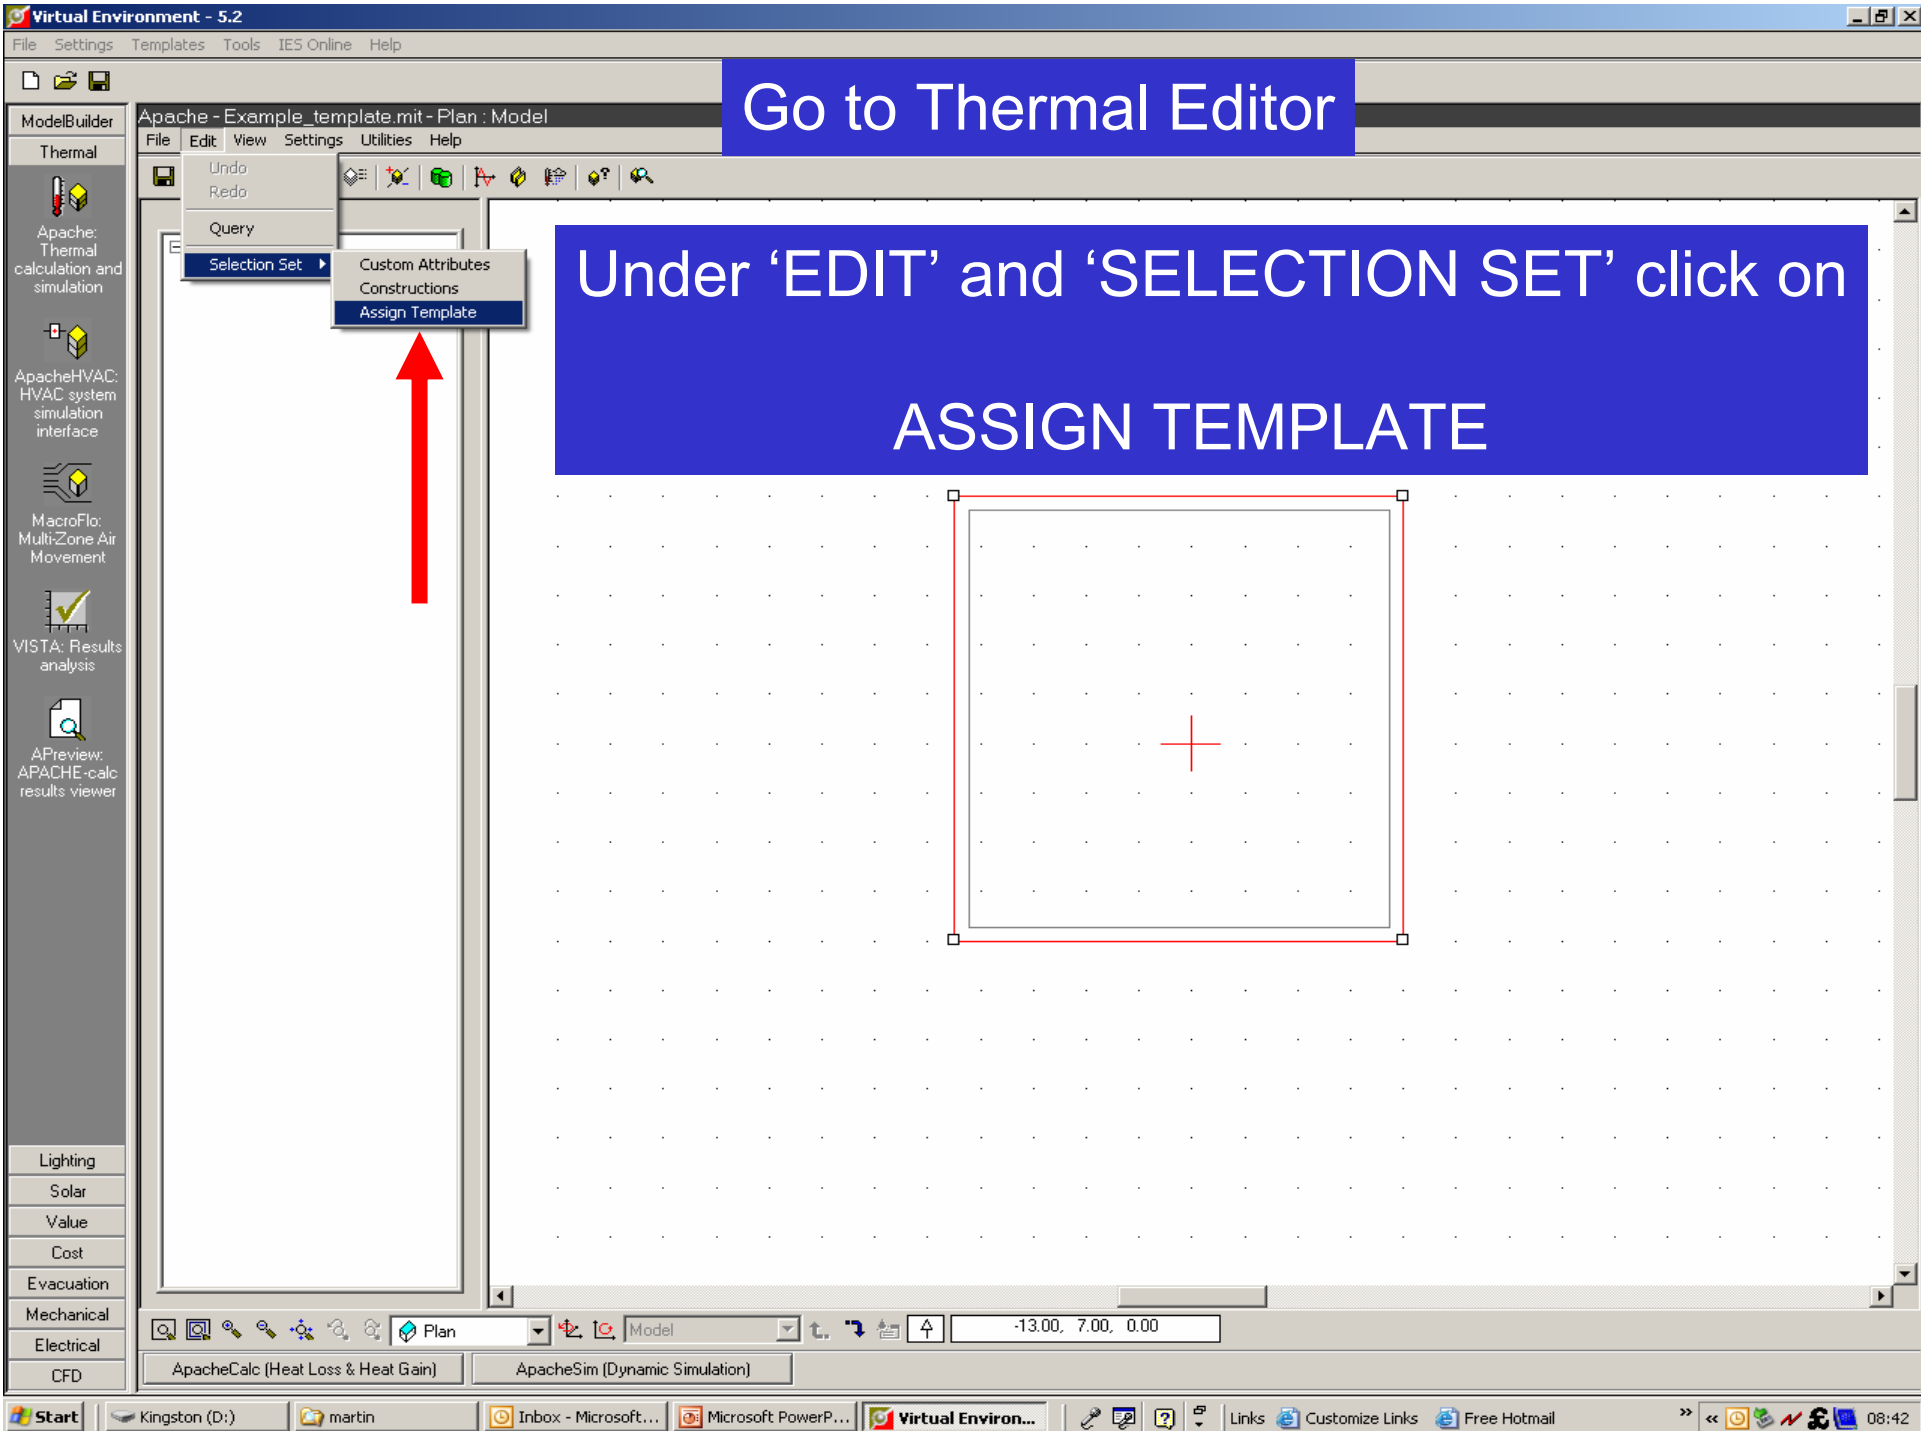 Virtual Environment - 5.2
File Settings Templates Tools IES Online Help
Go to Thermal Editor
ModelBuilder
Thermal
Apache - Example_template.mit - Plan : Model
File Edit View Settings Utilities Help
Undo
Redo
Query
Selection Set
Custom Attributes
Constructions
Assign Template
Under ‘EDIT’ and ‘SELECTION SET’ click on
ASSIGN TEMPLATE
Apache:
Thermal
calculation and
simulation
ApacheHVAC:
HVAC system
simulation
interface
MacroFlo:
Multi-Zone Air
Movement
VISTA: Results
analysis
APreview:
APACHE-calc
results viewer
Lighting
Solar
Value
Cost
Evacuation
Mechanical
Electrical
CFD
Plan
Model
-13.00, 7.00, 0.00
ApacheCalc (Heat Loss & Heat Gain)
ApacheSim (Dynamic Simulation)
Start
Kingston (D:)
martin
Inbox - Microsoft...
Microsoft PowerP...
Virtual Environ...
Links
Customize Links
Free Hotmail
08:42